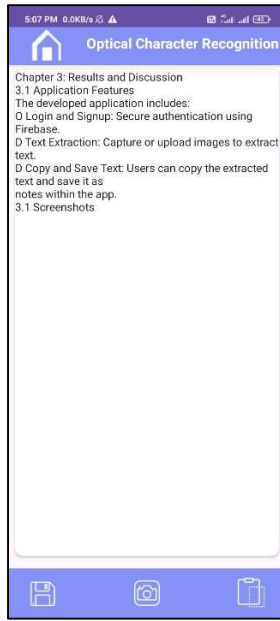 5:07 PM 0.0KB/s
Optical Character Recognition
Chapter 3: Results and Discussion
3.1 Application Features
The developed application includes:
O Login and Signup: Secure authentication using
Firebase.
D Text Extraction: Capture or upload images to extract
text.
D Copy and Save Text: Users can copy the extracted
text and save it as
notes within the app.
3.1 Screenshots